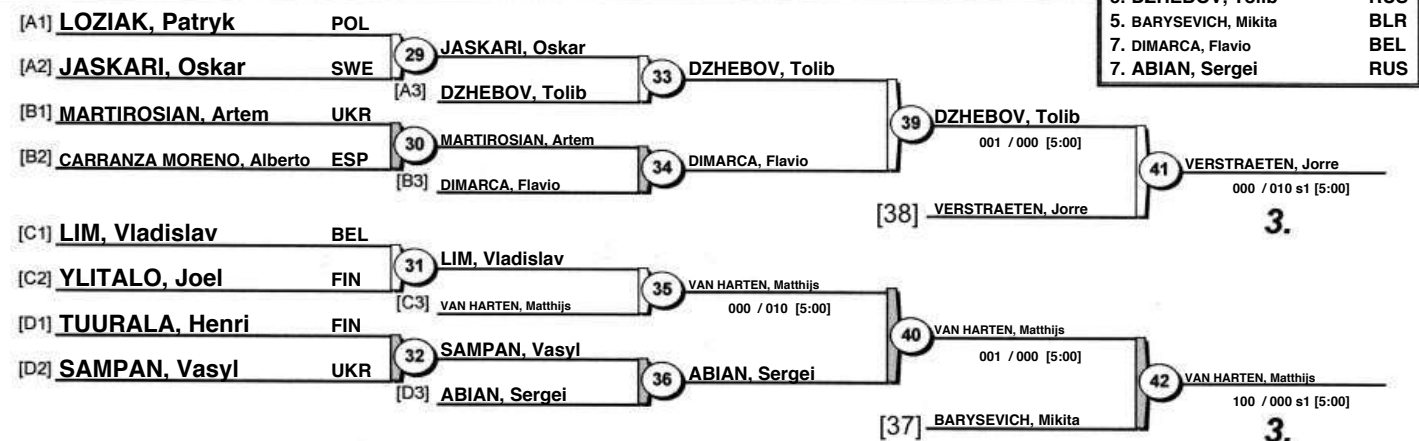 5. DZHEBOV, Tolib RUS
5. BARYSEVICH, Mikita BLR
7. DIMARCA, Flavio BEL
7. ABIAN, Sergei RUS
[A1] LOZIAK, Patryk POL
[A2] JASKARI, Oskar SWE
29 JASKARI, Oskar
[A3] DZHEBOV, Tolib
33 DZHEBOV, Tolib
[B1] MARTIROSIAN, Artem UKR
[B2] CARRANZA MORENO, Alberto ESP
30 MARTIROSIAN, Artem
[B3] DIMARCA, Flavio
34 DIMARCA, Flavio
39 DZHEBOV, Tolib
001 / 000 [5:00]
[38] VERSTRAETEN, Jorre
41 VERSTRAETEN, Jorre
000 / 010 s1 [5:00]
3.
[C1] LIM, Vladislav BEL
[C2] YLITALO, Joel FIN
31 LIM, Vladislav
[C3] VAN HARTEN, Matthijs
35 VAN HARTEN, Matthijs
000 / 010 [5:00]
[D1] TUURALA, Henri FIN
[D2] SAMPAN, Vasyl UKR
32 SAMPAN, Vasyl
[D3] ABIAN, Sergei
36 ABIAN, Sergei
40 VAN HARTEN, Matthijs
001 / 000 [5:00]
[37] BARYSEVICH, Mikita
42 VAN HARTEN, Matthijs
100 / 000 s1 [5:00]
3.